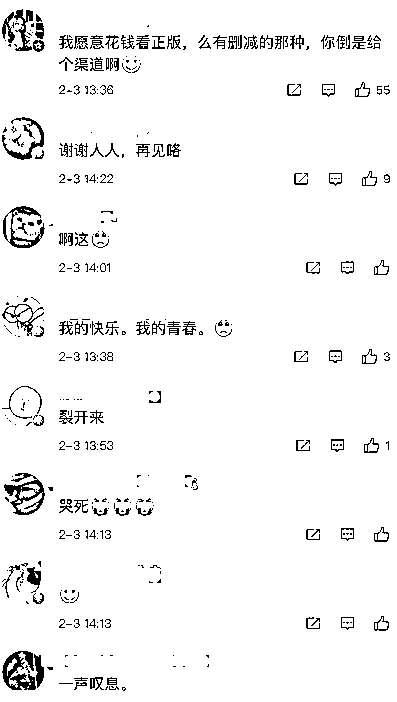 我愿意花钱看正版，么有删减的那种，你倒是给
个渠道啊
2-3 13:36
55
谢谢人人，再见咯
2-3 14:22
9
啊这
2-3 14:01
我的快乐。我的青春。
2-3 13:38
3
裂开来
2-3 13:53
1
哭死
2-3 14:13
2-3 14:13
一声叹息。